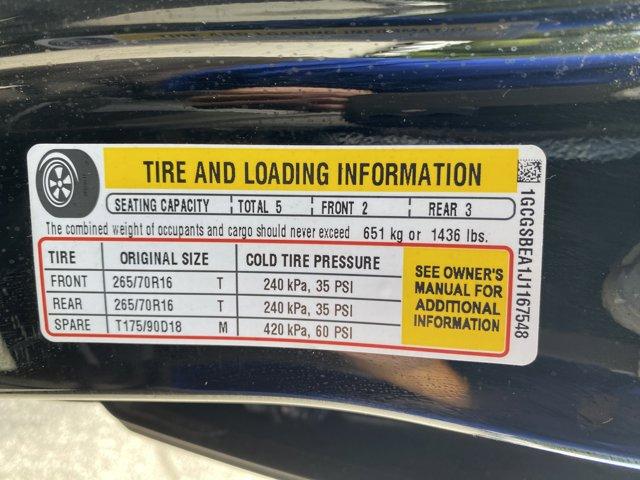 TIRE AND LOADING INFORMATION
SEATING CAPACITY TOTAL 5 FRONT 2 REAR 3
The combined weight of occupants and cargo should never exceed 651 kg or 1436 lbs.
TIRE ORIGINAL SIZE COLD TIRE PRESSURE
FRONT 265/70R16 T 240 kPa, 35 PSI
REAR 265/70R16 T 240 kPa, 35 PSI
SPARE T175/90D18 M 420 kPa, 60 PSI
SEE OWNER'S
MANUAL FOR
ADDITIONAL
INFORMATION
1GCGSBEA1J1167548